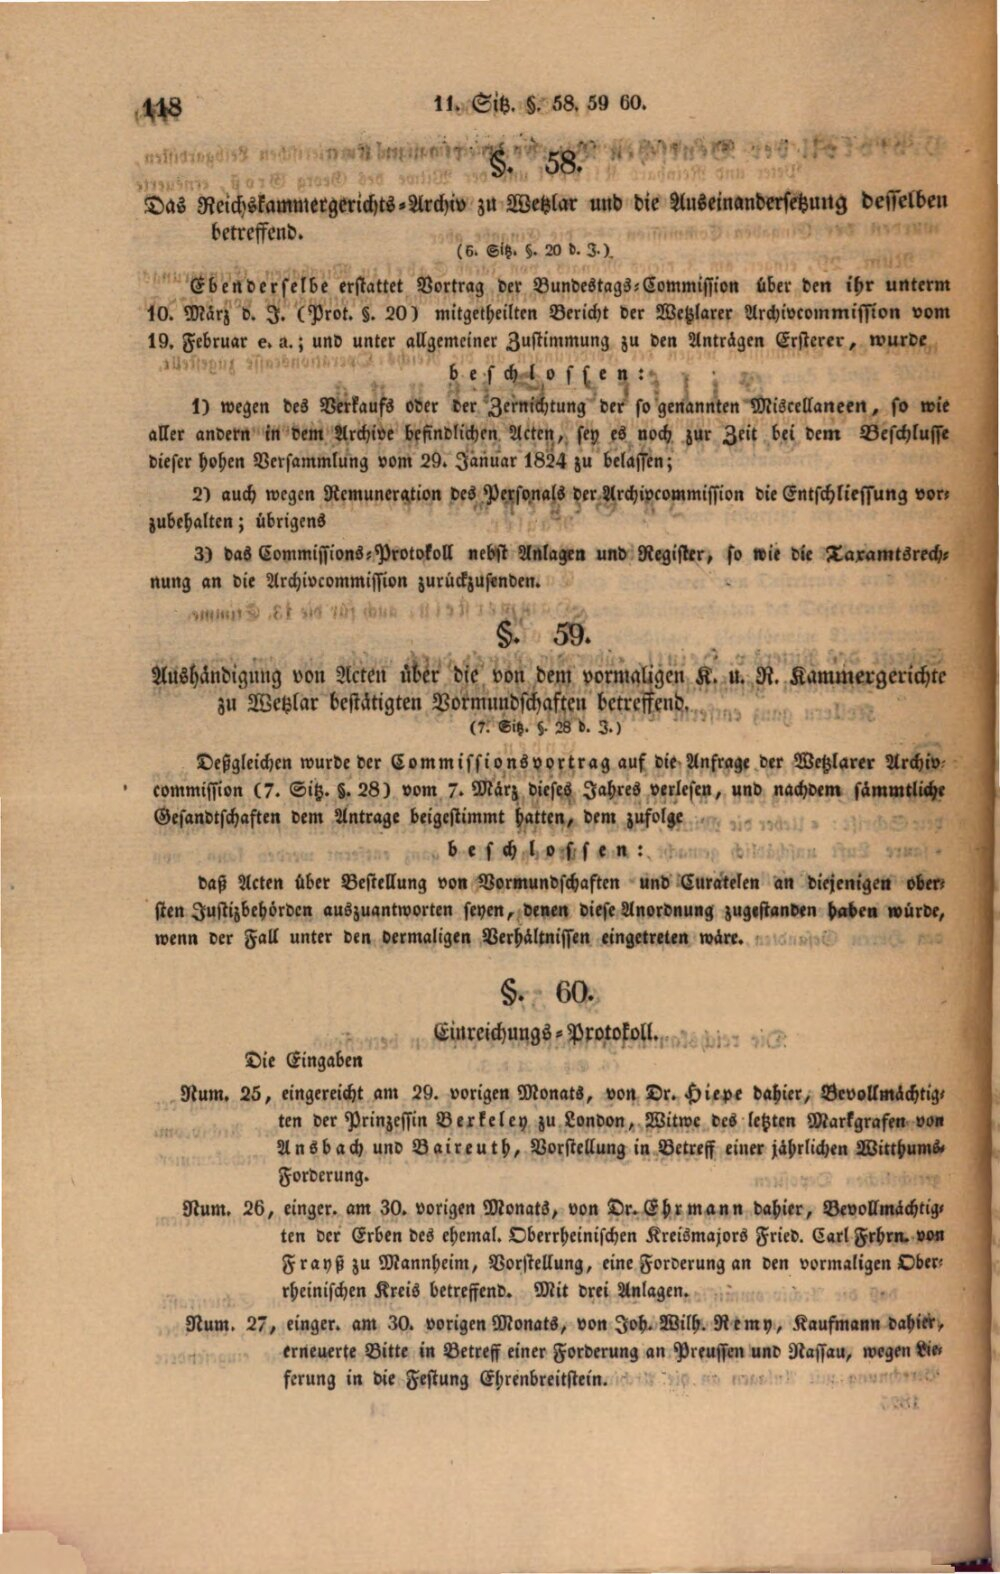 118
11. Sitz. §. 58. 59 60.
§. 58.
Das Reichskammergerichts-Archiv zu Wetzlar und die Auseinandersetzung desselben
betreffend.
(6. Sitz. §. 20 d. J.)
Ebenderselbe erstattet Vortrag der Bundestags-Commission über den ihr unterm
10. März d. J. (Prot. §. 20) mitgetheilten Bericht der Wetzlarer Archivcommission vom
19. Februar e. a.; und unter allgemeiner Zustimmung zu den Anträgen Ersterer, wurde
beschlossen:
1) wegen des Verkaufs oder der Zernichtung der so genannten Miscellaneen, so wie
aller andern in dem Archive befindlichen Acten, sey es noch zur Zeit bei dem Beschlusse
dieser hohen Versammlung vom 29. Januar 1824 zu belassen;
2) auch wegen Remuneration des Personals der Archivcommission die Entschliessung vor-
zubehalten; übrigens
3) das Commissions-Protokoll nebst Anlagen und Register, so wie die Taxamtsrech-
nung an die Archivcommission zurückzusenden.
§. 59.
Aushändigung von Acten über die von dem vormaligen K. u. R. Kammergerichte
zu Wetzlar bestätigten Vormundschaften betreffend.
(7. Sitz. §. 28 d. J.)
Deßgleichen wurde der Commissionsvortrag auf die Anfrage der Wetzlarer Archiv-
commission (7. Sitz. §. 28) vom 7. März dieses Jahres verlesen, und nachdem sämmtliche
Gesandtschaften dem Antrage beigestimmt hatten, dem zufolge
beschlossen:
daß Acten über Bestellung von Vormundschaften und Curatelen an diejenigen ober-
sten Justizbehörden auszuantworten seyen, denen diese Anordnung zugestanden haben würde,
wenn der Fall unter den dermaligen Verhältnissen eingetreten wäre.
§. 60.
Einreichungs-Protokoll.
Die Eingaben
Num. 25, eingereicht am 29. vorigen Monats, von Dr. Hiepe dahier, Bevollmächtig-
ten der Prinzessin Berkeley zu London, Witwe des letzten Markgrafen von
Ansbach und Baireuth, Vorstellung in Betreff einer jährlichen Witthums-
Forderung.
Num. 26, einger. am 30. vorigen Monats, von Dr. Ehrmann dahier, Bevollmächtig-
ten der Erben des ehemal. Oberrheinischen Kreismajors Fried. Carl Frhrn. von
Frayß zu Mannheim, Vorstellung, eine Forderung an den vormaligen Ober-
rheinischen Kreis betreffend. Mit drei Anlagen.
Num. 27, einger. am 30. vorigen Monats, von Joh. Wilh. Remy, Kaufmann dahier,
erneuerte Bitte in Betreff einer Forderung an Preussen und Nassau, wegen Lie-
ferung in die Festung Ehrenbreitstein.